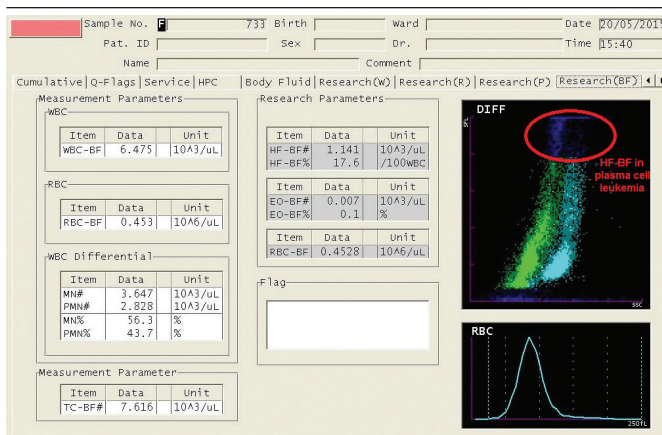 Sample No. F 733 Birth Ward Date 20/05/2015
Pat. ID Sex Dr. Time 15:40
Name Comment
Cumulative Q-Flags Service HPC Body Fluid Research(W) Research(R) Research(P) Research(BF)
Measurement Parameters
WBC
Item Data Unit
WBC-BF 6.475 10^3/uL
RBC
Item Data Unit
RBC-BF 0.453 10^6/uL
WBC Differential
Item Data Unit
MN# 3.647 10^3/uL
PMN# 2.828 10^3/uL
MN% 56.3 %
PMN% 43.7 %
Measurement Parameter
Item Data Unit
TC-BF# 7.616 10^3/uL
Research Parameters
Item Data Unit
HF-BF# 1.141 10^3/uL
HF-BF% 17.6 /100WBC
Item Data Unit
EO-BF# 0.007 10^3/uL
EO-BF% 0.1 %
Item Data Unit
RBC-BF 0.4528 10^6/uL
Flag
DIFF
HF-BF in
plasma cell
leukemia
SSC
RBC
250fL